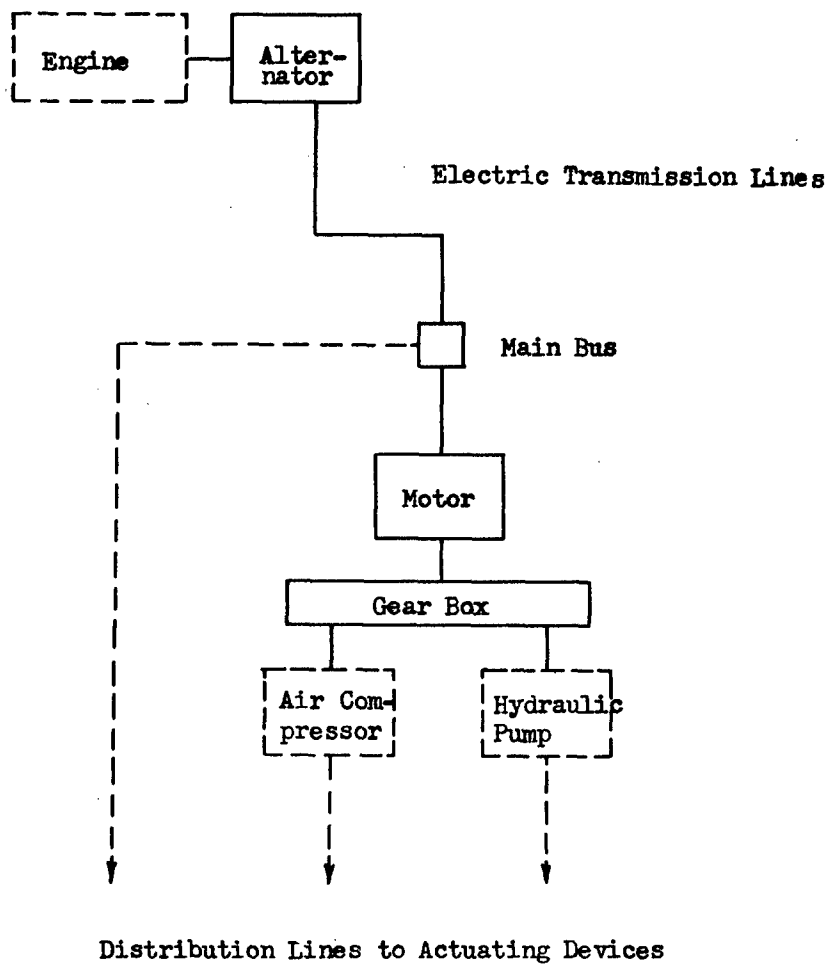 Engine
Alter-
nator
Electric Transmission Lines
Main Bus
Motor
Gear Box
Air Com-
pressor
Hydraulic
Pump
Distribution Lines to Actuating Devices